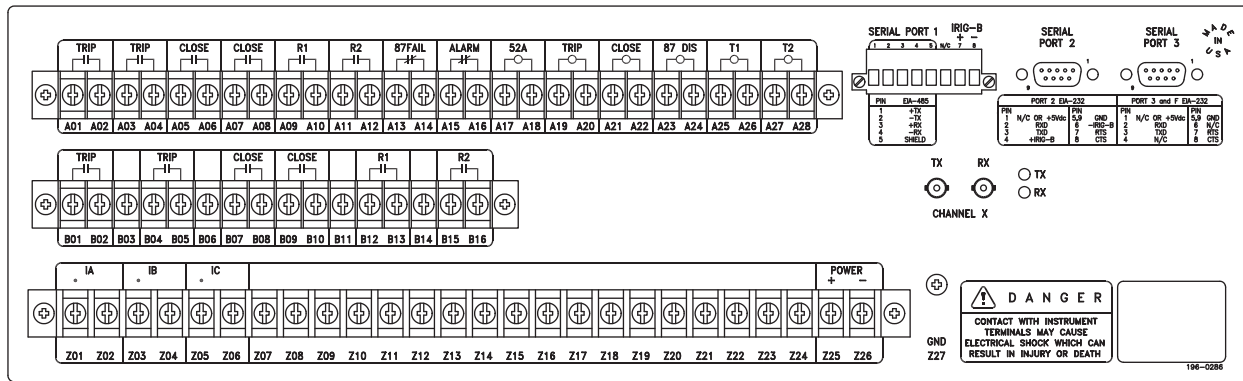 TRIP TRIP CLOSE CLOSE R1 R2 87FAIL ALARM 52A TRIP CLOSE 87 DIS T1 T2
A01 A02 A03 A04 A05 A06 A07 A08 A09 A10 A11 A12 A13 A14 A15 A16 A17 A18 A19 A20 A21 A22 A23 A24 A25 A26 A27 A28
SERIAL PORT 1 IRIG-B
+ −
1 2 3 4 5 N/C 7 8
PIN EIA-485
1 +TX
2 -TX
3 +RX
4 -RX
5 SHIELD
SERIAL
PORT 2
1
9
SERIAL
PORT 3
1
9
MADE
IN
USA
PORT 2 EIA-232
PIN PIN
1 N/C OR +5Vdc 5,9 GND
2 RXD 6 -IRIG-B
3 TXD 7 RTS
4 +IRIG-B 8 CTS
PORT 3 and F EIA-232
PIN PIN
1 N/C OR +5Vdc 5,9 GND
2 RXD 6 N/C
3 TXD 7 RTS
4 N/C 8 CTS
TX RX
CHANNEL X
TX
RX
TRIP TRIP CLOSE CLOSE R1 R2
B01 B02 B03 B04 B05 B06 B07 B08 B09 B10 B11 B12 B13 B14 B15 B16
IA IB IC POWER
+ −
Z01 Z02 Z03 Z04 Z05 Z06 Z07 Z08 Z09 Z10 Z11 Z12 Z13 Z14 Z15 Z16 Z17 Z18 Z19 Z20 Z21 Z22 Z23 Z24 Z25 Z26
GND
Z27
! DANGER
CONTACT WITH INSTRUMENT
TERMINALS MAY CAUSE
ELECTRICAL SHOCK WHICH CAN
RESULT IN INJURY OR DEATH
196-0286